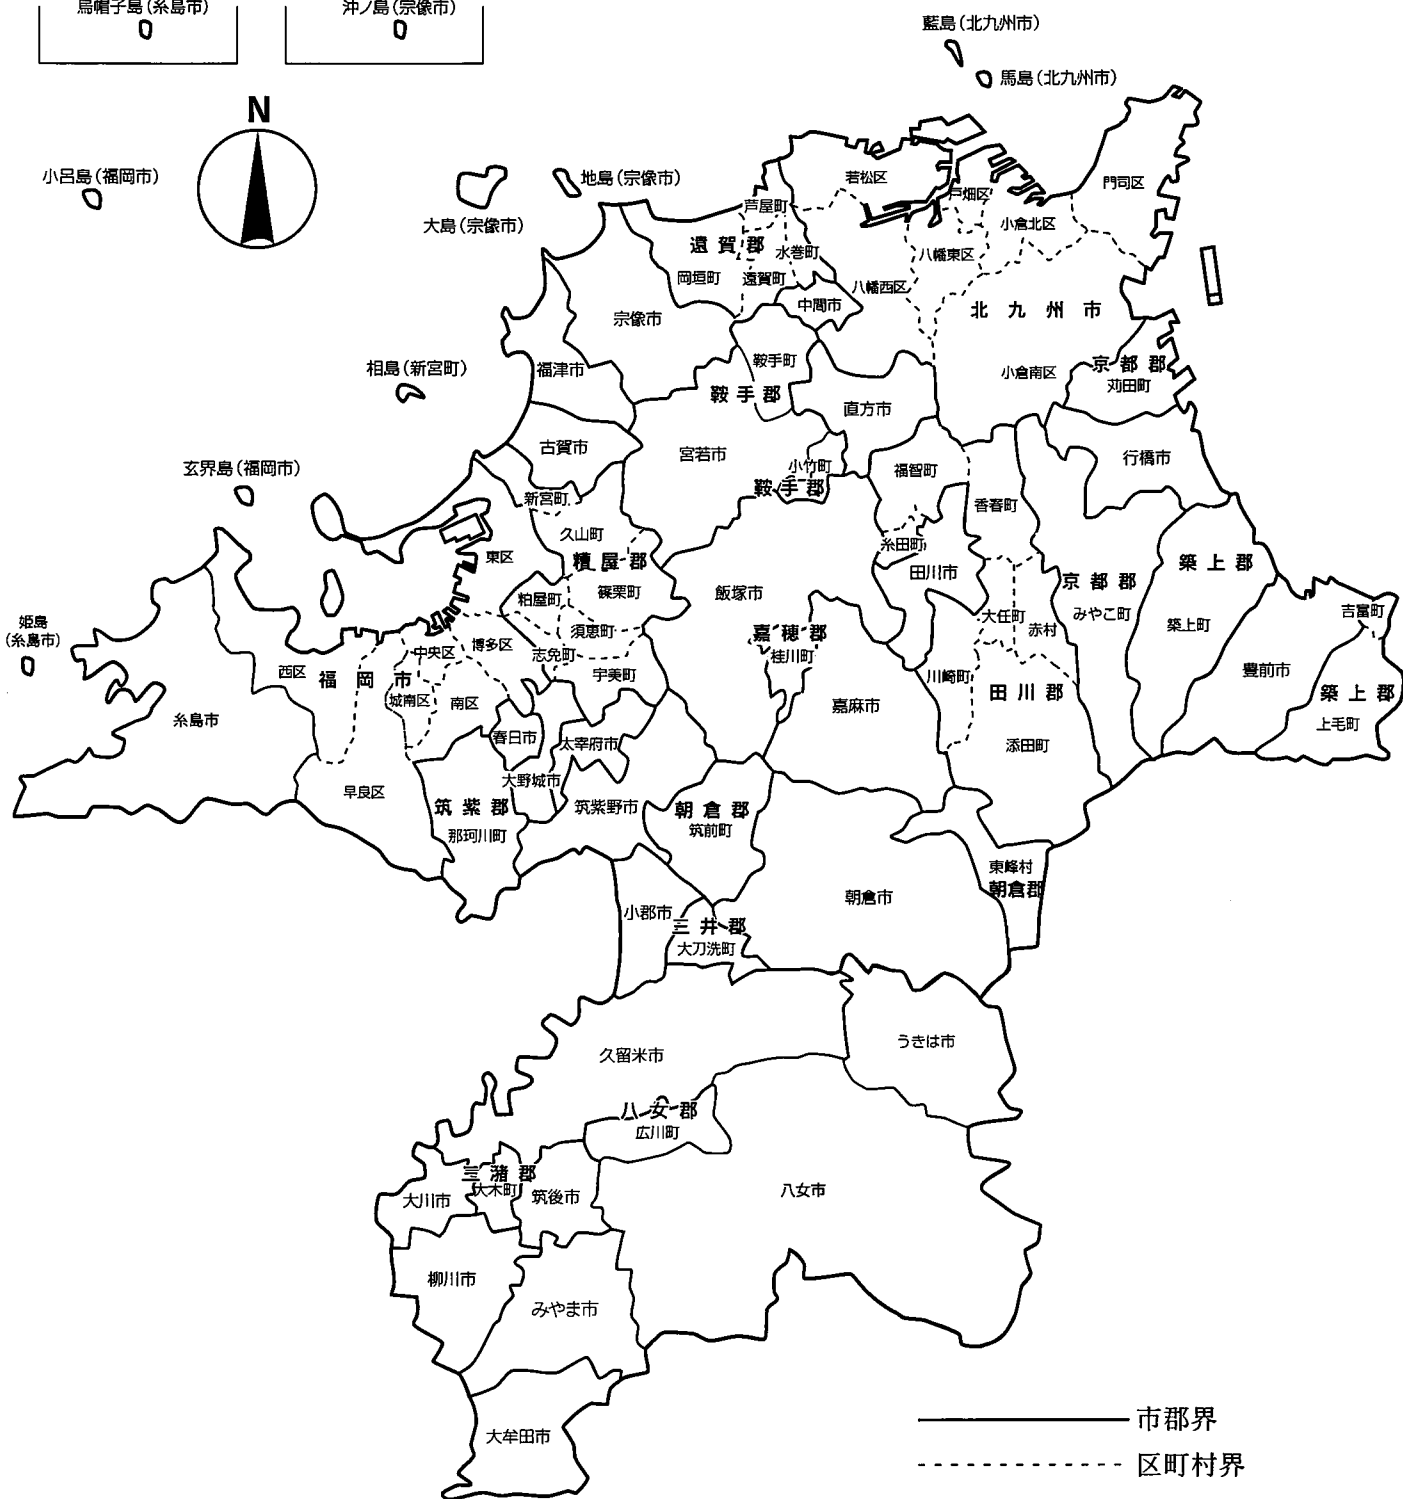 烏帽子島(糸島市)
沖ノ島(宗像市)
藍島(北九州市)
馬島(北九州市)
N
小呂島(福岡市)
大島(宗像市)
地島(宗像市)
相島(新宮町)
玄界島(福岡市)
姫島
(糸島市)
若松区
戸畑区
門司区
小倉北区
八幡東区
八幡西区
北九州市
小倉南区
芦屋町
遠賀郡
水巻町
岡垣町
遠賀町
中間市
宗像市
福津市
鞍手町
鞍手郡
直方市
京都郡
苅田町
古賀市
宮若市
小竹町
鞍手郡
福智町
行橋市
新宮町
久山町
香春町
糸田町
東区
糟屋郡
篠栗町
粕屋町
飯塚市
田川市
京都郡
みやこ町
築上郡
築上町
吉富町
大任町
赤村
須恵町
志免町
宇美町
嘉穂郡
桂川町
川崎町
田川郡
添田町
豊前市
築上郡
上毛町
中央区
博多区
西区
福岡市
城南区
南区
糸島市
早良区
春日市
太宰府市
大野城市
嘉麻市
筑紫郡
那珂川町
筑紫野市
朝倉郡
筑前町
東峰村
朝倉郡
朝倉市
小郡市
三井郡
大刀洗町
うきは市
久留米市
八女郡
広川町
三潴郡
大木町
大川市
筑後市
八女市
柳川市
みやま市
大牟田市
市郡界
区町村界